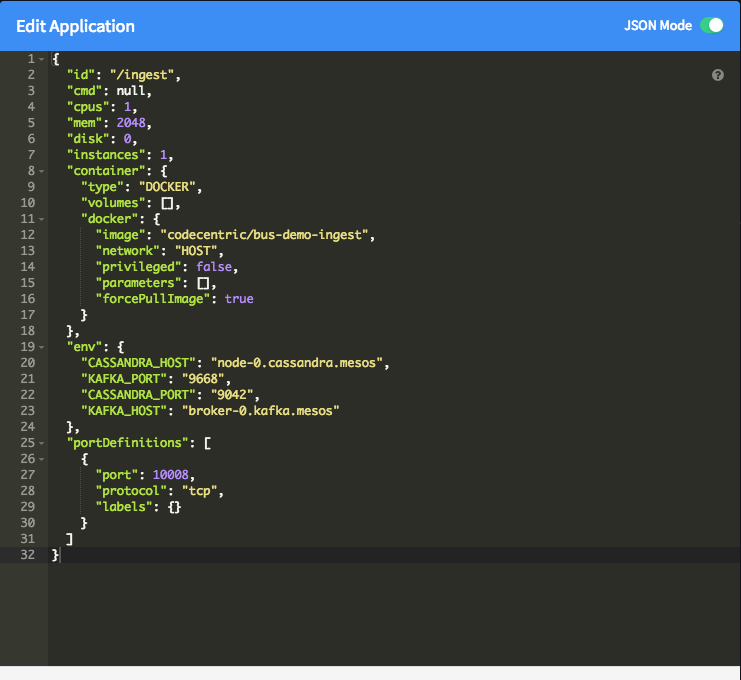 Edit Application
JSON Mode
1 {
2 "id": "/ingest",
3 "cmd": null,
4 "cpus": 1,
5 "mem": 2048,
6 "disk": 0,
7 "instances": 1,
8 "container": {
9 "type": "DOCKER",
10 "volumes": [],
11 "docker": {
12 "image": "codecentric/bus-demo-ingest",
13 "network": "HOST",
14 "privileged": false,
15 "parameters": [],
16 "forcePullImage": true
17 }
18 },
19 "env": {
20 "CASSANDRA_HOST": "node-0.cassandra.mesos",
21 "KAFKA_PORT": "9668",
22 "CASSANDRA_PORT": "9042",
23 "KAFKA_HOST": "broker-0.kafka.mesos"
24 },
25 "portDefinitions": [
26 {
27 "port": 10008,
28 "protocol": "tcp",
29 "labels": {}
30 }
31 ]
32 }